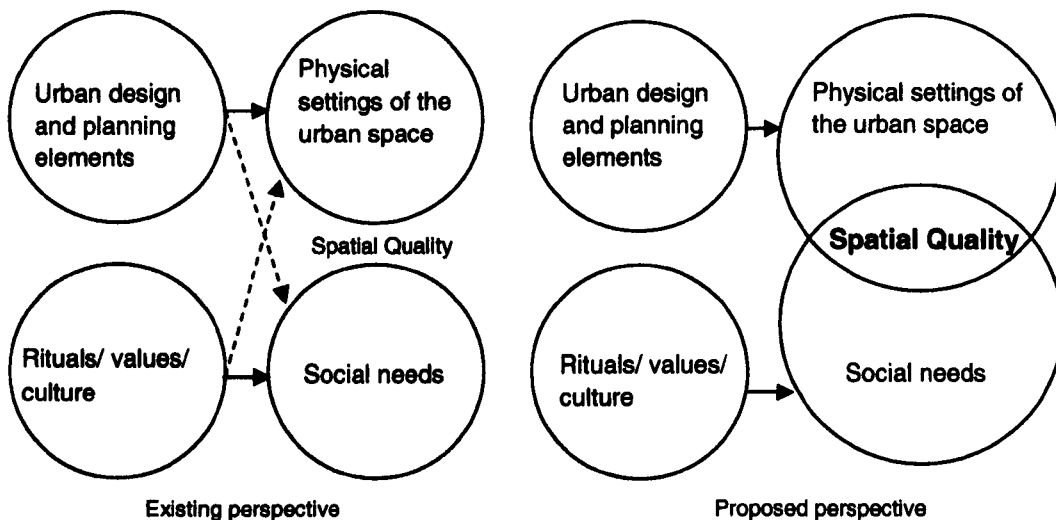 Urban design
and planning
elements
Physical
settings of the
urban space
Spatial Quality
Rituals/ values/
culture
Social needs
Existing perspective
Urban design
and planning
elements
Physical settings of
the urban space
Spatial Quality
Rituals/ values/
culture
Social needs
Proposed perspective